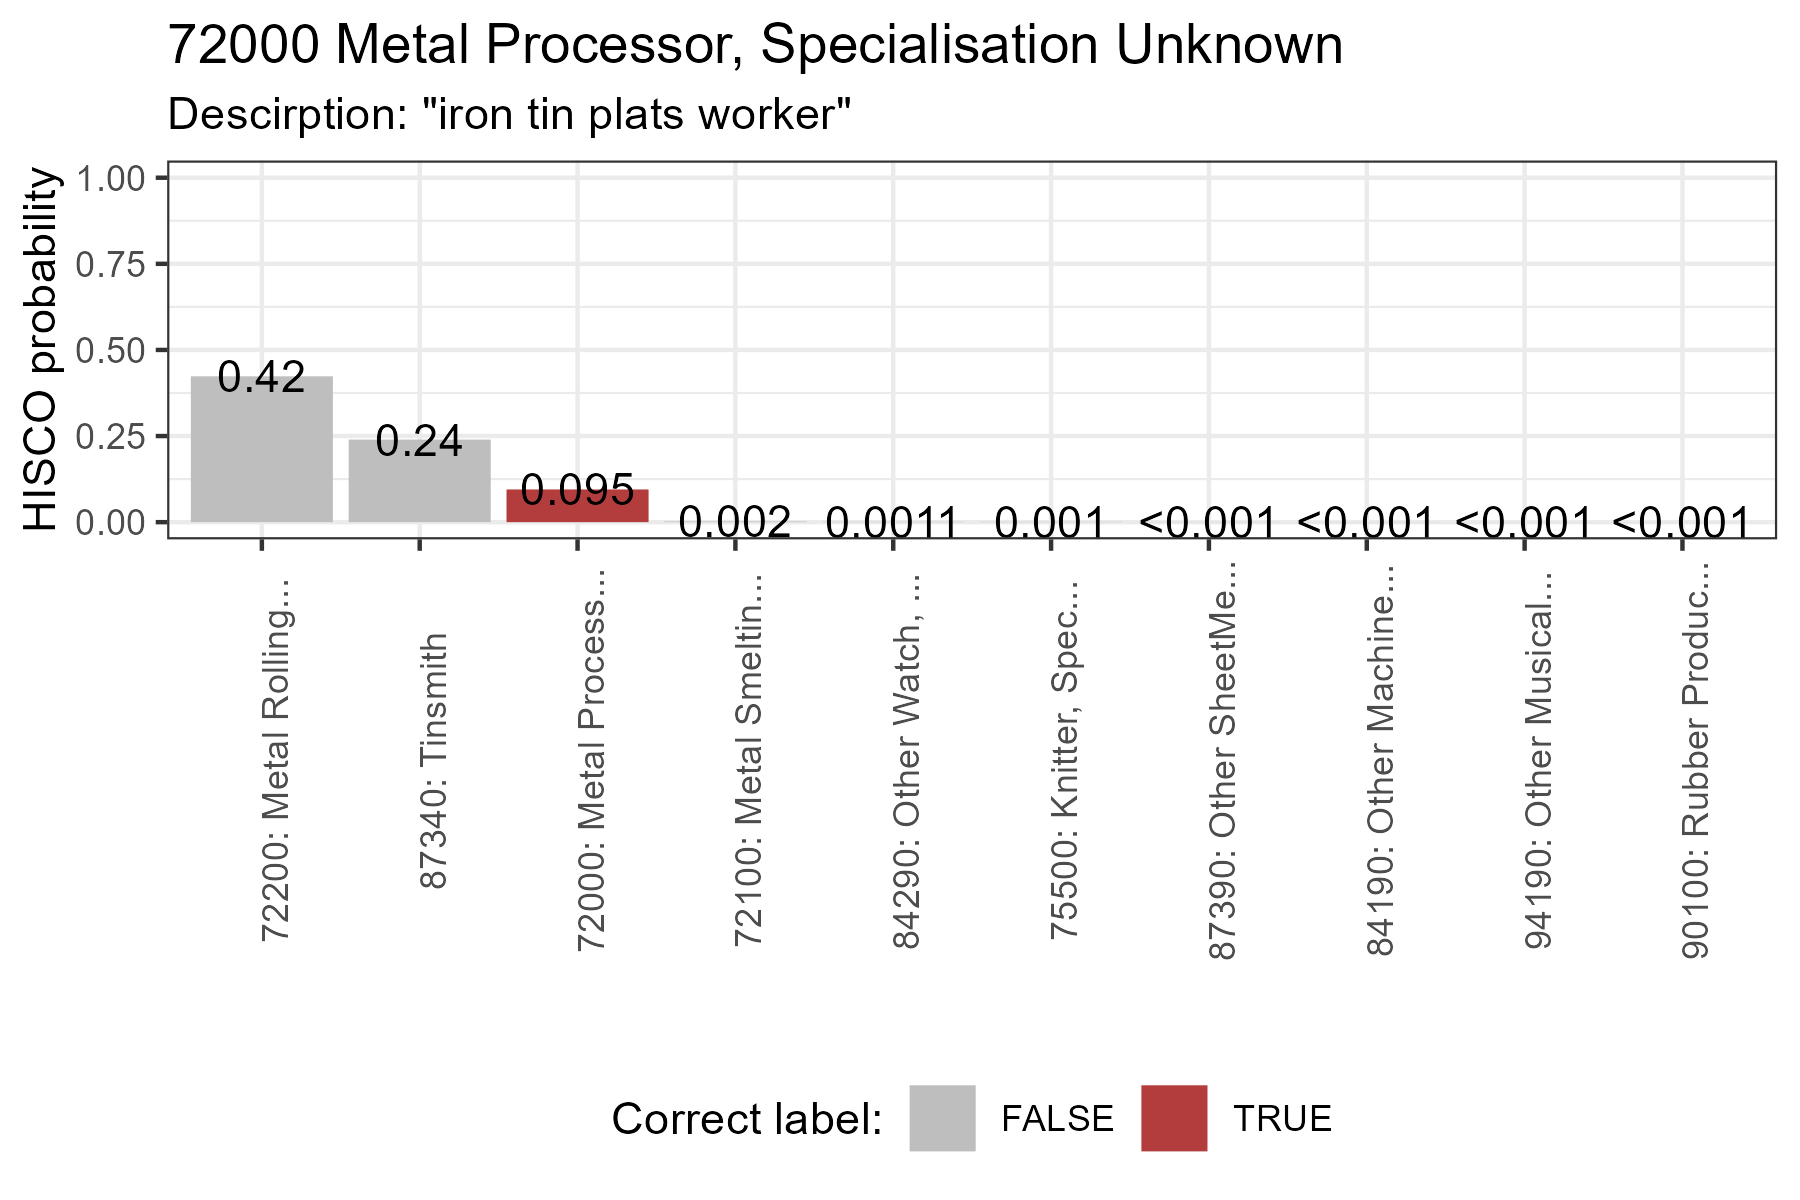 72000 Metal Processor, Specialisation Unknown
Descirption: "iron tin plats worker"
HISCO probability
1.00
0.75
0.50
0.25
0.00
0.42
0.24
0.095
0.002
0.0011
0.001
<0.001
<0.001
<0.001
<0.001
72200: Metal Rolling...
87340: Tinsmith
72000: Metal Process...
72100: Metal Smeltin...
84290: Other Watch, ...
75500: Knitter, Spec...
87390: Other SheetMe...
84190: Other Machine...
94190: Other Musical...
90100: Rubber Produc...
Correct label: FALSE TRUE